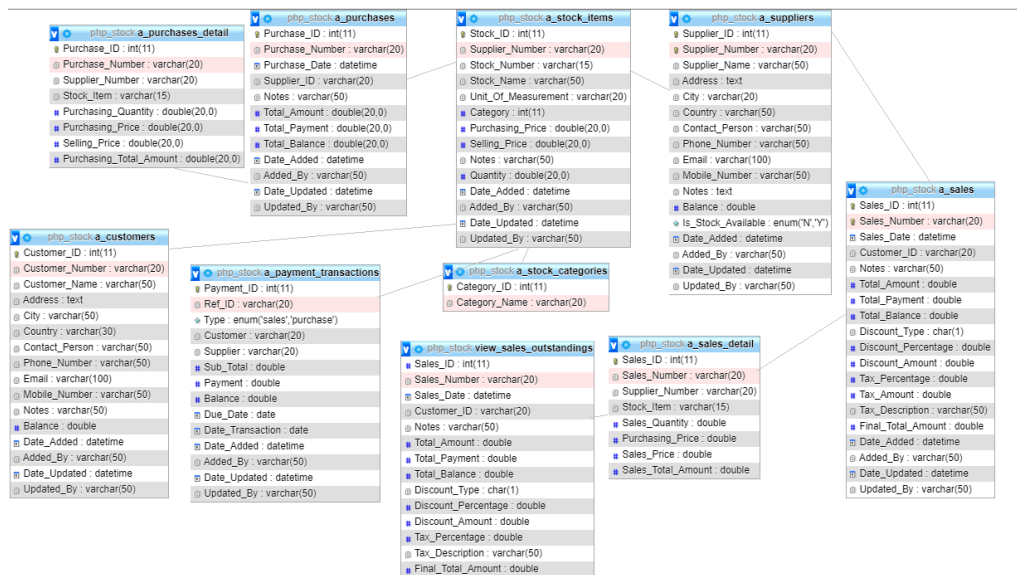 php_stock a_purchases_detail
Purchase_ID : int(11)
Purchase_Number : varchar(20)
Supplier_Number : varchar(20)
Stock_Item : varchar(15)
Purchasing_Quantity : double(20,0)
Purchasing_Price : double(20,0)
Selling_Price : double(20,0)
Purchasing_Total_Amount : double(20,0)
php_stock a_purchases
Purchase_ID : int(11)
Purchase_Number : varchar(20)
Purchase_Date : datetime
Supplier_ID : varchar(20)
Notes : varchar(50)
Total_Amount : double(20,0)
Total_Payment : double(20,0)
Total_Balance : double(20,0)
Date_Added : datetime
Added_By : varchar(50)
Date_Updated : datetime
Updated_By : varchar(50)
php_stock a_stock_items
Stock_ID : int(11)
Supplier_Number : varchar(20)
Stock_Number : varchar(15)
Stock_Name : varchar(50)
Unit_Of_Measurement : varchar(20)
Category : int(11)
Purchasing_Price : double(20,0)
Selling_Price : double(20,0)
Notes : varchar(50)
Quantity : double(20,0)
Date_Added : datetime
Added_By : varchar(50)
Date_Updated : datetime
Updated_By : varchar(50)
php_stock a_suppliers
Supplier_ID : int(11)
Supplier_Number : varchar(20)
Supplier_Name : varchar(50)
Address : text
City : varchar(20)
Country : varchar(50)
Contact_Person : varchar(50)
Phone_Number : varchar(50)
Email : varchar(100)
Mobile_Number : varchar(50)
Notes : text
Balance : double
Is_Stock_Available : enum('N','Y')
Date_Added : datetime
Added_By : varchar(50)
Date_Updated : datetime
Updated_By : varchar(50)
php_stock a_sales
Sales_ID : int(11)
Sales_Number : varchar(20)
Sales_Date : datetime
Customer_ID : varchar(20)
Notes : varchar(50)
Total_Amount : double
Total_Payment : double
Total_Balance : double
Discount_Type : char(1)
Discount_Percentage : double
Discount_Amount : double
Tax_Percentage : double
Tax_Amount : double
Tax_Description : varchar(50)
Final_Total_Amount : double
Date_Added : datetime
Added_By : varchar(50)
Date_Updated : datetime
Updated_By : varchar(50)
php_stock a_customers
Customer_ID : int(11)
Customer_Number : varchar(20)
Customer_Name : varchar(50)
Address : text
City : varchar(50)
Country : varchar(30)
Contact_Person : varchar(50)
Phone_Number : varchar(50)
Email : varchar(100)
Mobile_Number : varchar(50)
Notes : varchar(50)
Balance : double
Date_Added : datetime
Added_By : varchar(50)
Date_Updated : datetime
Updated_By : varchar(50)
php_stock a_payment_transactions
Payment_ID : int(11)
Ref_ID : varchar(20)
Type : enum('sales','purchase')
Customer : varchar(20)
Supplier : varchar(20)
Sub_Total : double
Payment : double
Balance : double
Due_Date : date
Date_Transaction : date
Date_Added : datetime
Added_By : varchar(50)
Date_Updated : datetime
Updated_By : varchar(50)
php_stock a_stock_categories
Category_ID : int(11)
Category_Name : varchar(20)
php_stock view_sales_outstandings
Sales_ID : int(11)
Sales_Number : varchar(20)
Sales_Date : datetime
Customer_ID : varchar(20)
Notes : varchar(50)
Total_Amount : double
Total_Payment : double
Total_Balance : double
Discount_Type : char(1)
Discount_Percentage : double
Discount_Amount : double
Tax_Percentage : double
Tax_Description : varchar(50)
Final_Total_Amount : double
php_stock a_sales_detail
Sales_ID : int(11)
Sales_Number : varchar(20)
Supplier_Number : varchar(20)
Stock_Item : varchar(15)
Sales_Quantity : double
Purchasing_Price : double
Sales_Price : double
Sales_Total_Amount : double